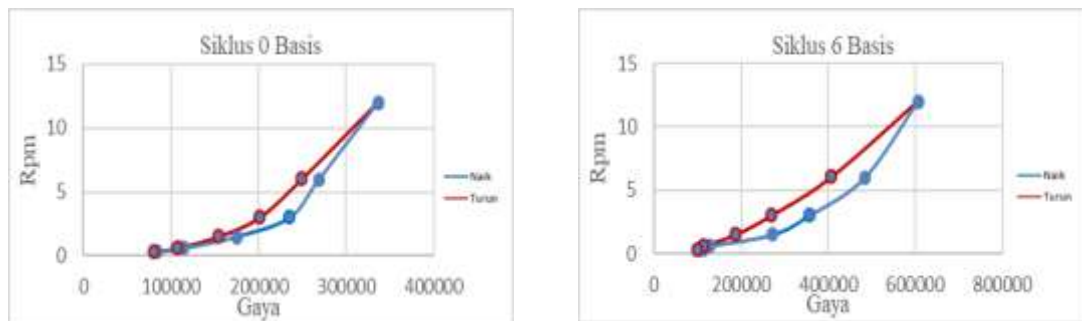 Siklus 0 Basis
15
10
5
0
Rpm
0 100000 200000 300000 400000
Gaya
Naik
Turun
Siklus 6 Basis
15
10
5
0
Rpm
0 200000 400000 600000 800000
Gaya
Naik
Turun